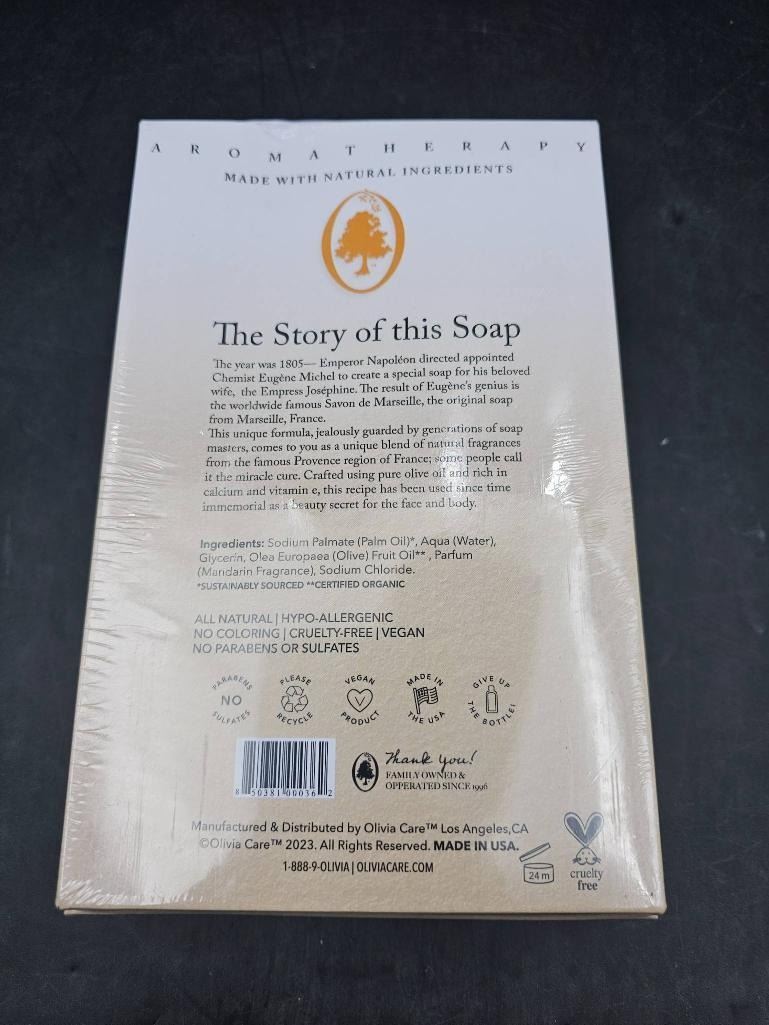 AROMATHERAPY
MADE WITH NATURAL INGREDIENTS
The Story of this Soap
The year was 1805— Emperor Napoléon directed appointed
Chemist Eugène Michel to create a special soap for his beloved
wife, the Empress Joséphine. The result of Eugène's genius is
the worldwide famous Savon de Marseille, the original soap
from Marseille, France.
This unique formula, jealously guarded by generations of soap
masters, comes to you as a unique blend of natural fragrances
from the famous Provence region of France; some people call
it the miracle cure. Crafted using pure olive oil and rich in
calcium and vitamin e, this recipe has been used since time
immemorial as a beauty secret for the face and body.
Ingredients: Sodium Palmate (Palm Oil)*, Aqua (Water),
Glycerin, Olea Europaea (Olive) Fruit Oil** , Parfum
(Mandarin Fragrance), Sodium Chloride.
*SUSTAINABLY SOURCED **CERTIFIED ORGANIC
ALL NATURAL | HYPO-ALLERGENIC
NO COLORING | CRUELTY-FREE | VEGAN
NO PARABENS OR SULFATES
PARABENS NO SULFATES
PLEASE RECYCLE
VEGAN V PRODUCT
MADE IN THE USA
GIVE UP THE BOTTLE!
8 50381 00036 2
Thank you!
FAMILY OWNED &
OPPERATED SINCE 1996
Manufactured & Distributed by Olivia Care™ Los Angeles,CA
©Olivia Care™ 2023. All Rights Reserved. MADE IN USA.
1-888-9-OLIVIA | OLIVIACARE.COM
24 m
cruelty
free